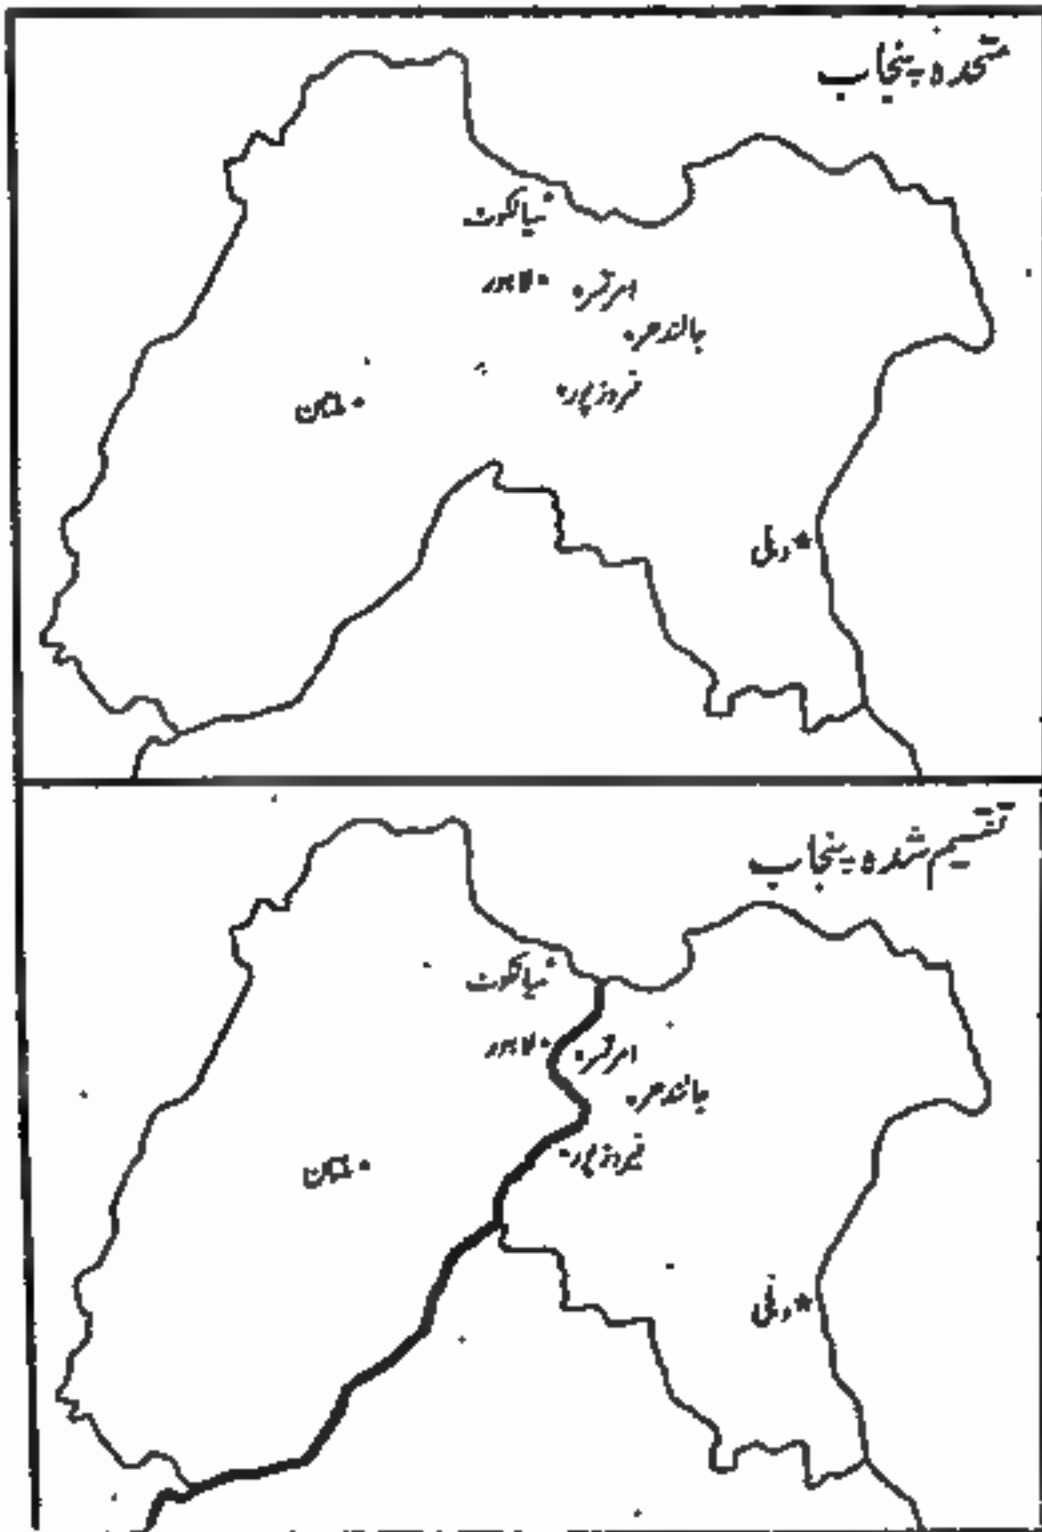 متحدہ پنجاب
سیالکوٹ
لاہور
امرتسر
جالندھر
فیروزپور
ملتان
دہلی
تقسیم شدہ پنجاب
سیالکوٹ
لاہور
امرتسر
جالندھر
فیروزپور
ملتان
دہلی